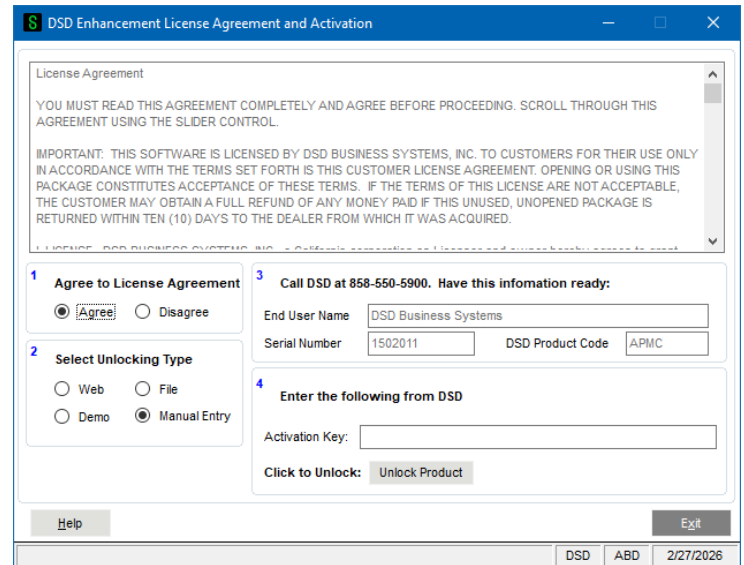 S DSD Enhancement License Agreement and Activation
License Agreement
YOU MUST READ THIS AGREEMENT COMPLETELY AND AGREE BEFORE PROCEEDING. SCROLL THROUGH THIS
AGREEMENT USING THE SLIDER CONTROL.
IMPORTANT: THIS SOFTWARE IS LICENSED BY DSD BUSINESS SYSTEMS, INC. TO CUSTOMERS FOR THEIR USE ONLY
IN ACCORDANCE WITH THE TERMS SET FORTH IS THIS CUSTOMER LICENSE AGREEMENT. OPENING OR USING THIS
PACKAGE CONSTITUTES ACCEPTANCE OF THESE TERMS. IF THE TERMS OF THIS LICENSE ARE NOT ACCEPTABLE,
THE CUSTOMER MAY OBTAIN A FULL REFUND OF ANY MONEY PAID IF THIS UNUSED, UNOPENED PACKAGE IS
RETURNED WITHIN TEN (10) DAYS TO THE DEALER FROM WHICH IT WAS ACQUIRED.
1 Agree to License Agreement
Agree Disagree
2 Select Unlocking Type
Web File
Demo Manual Entry
3 Call DSD at 858-550-5900. Have this infomation ready:
End User Name DSD Business Systems
Serial Number 1502011 DSD Product Code APMC
4 Enter the following from DSD
Activation Key:
Click to Unlock: Unlock Product
Help Exit
DSD ABD 2/27/2026